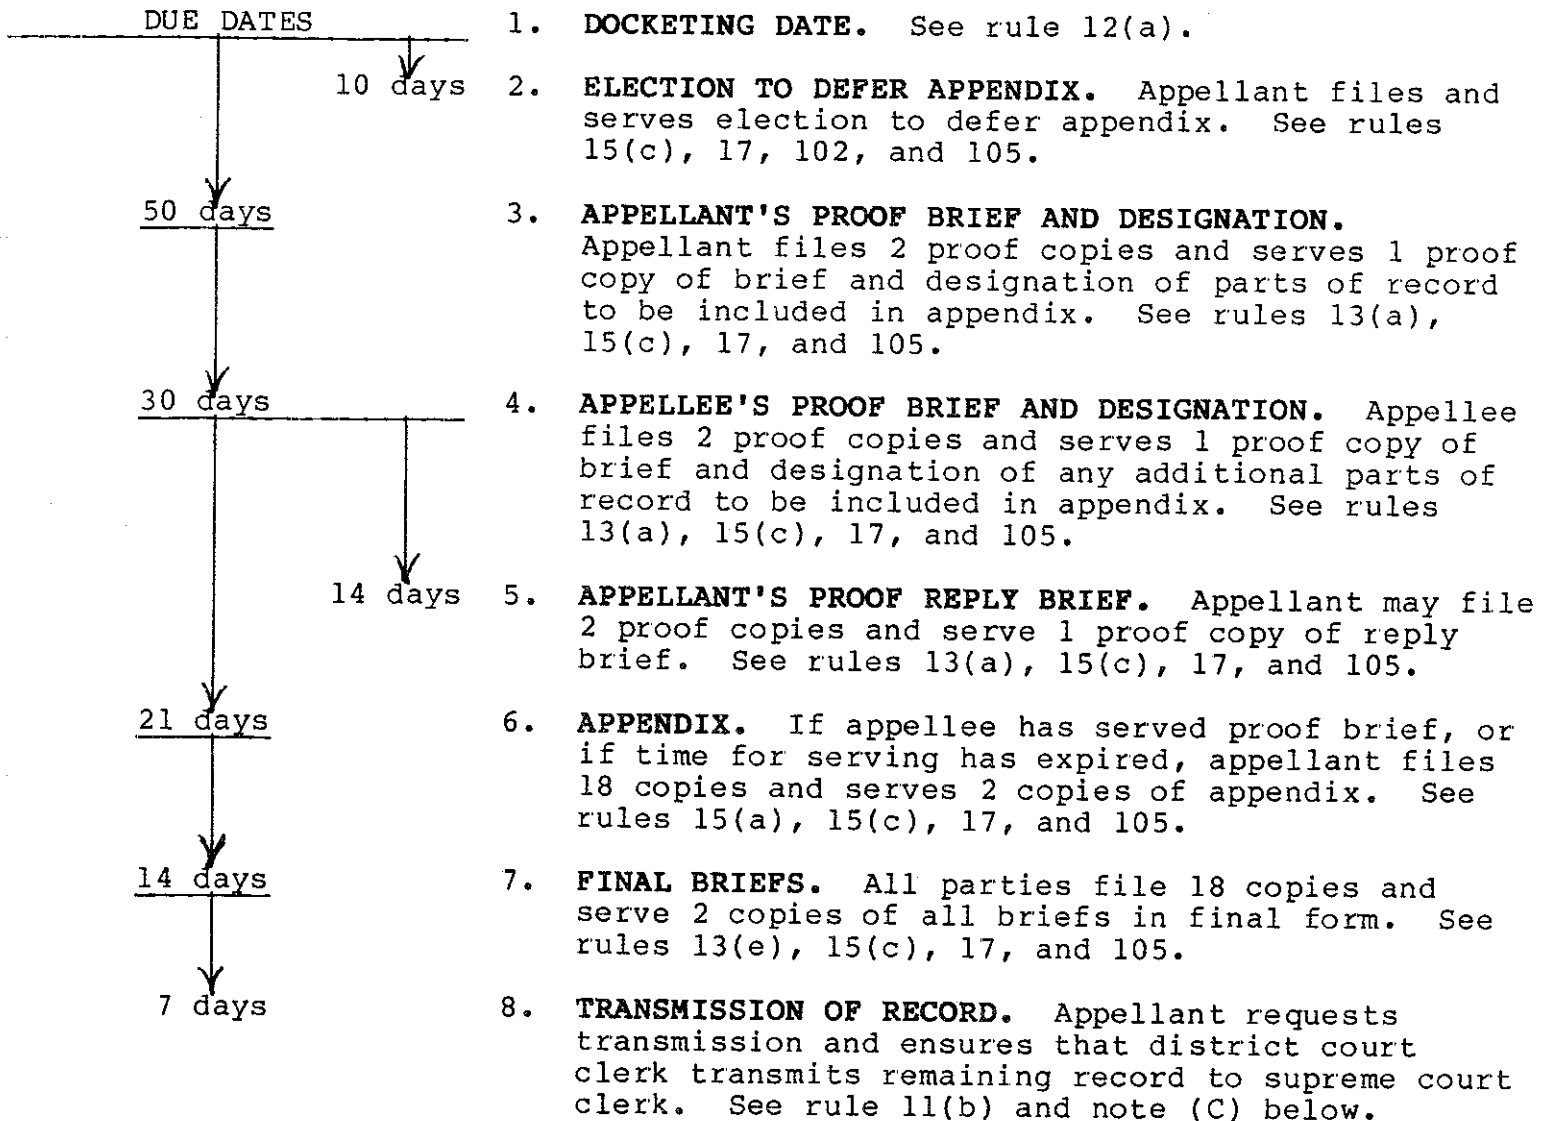 DUE DATES
1. DOCKETING DATE. See rule 12(a).
10 days 2. ELECTION TO DEFER APPENDIX. Appellant files and
serves election to defer appendix. See rules
15(c), 17, 102, and 105.
50 days 3. APPELLANT'S PROOF BRIEF AND DESIGNATION.
Appellant files 2 proof copies and serves 1 proof
copy of brief and designation of parts of record
to be included in appendix. See rules 13(a),
15(c), 17, and 105.
30 days 4. APPELLEE'S PROOF BRIEF AND DESIGNATION. Appellee
files 2 proof copies and serves 1 proof copy of
brief and designation of any additional parts of
record to be included in appendix. See rules
13(a), 15(c), 17, and 105.
14 days 5. APPELLANT'S PROOF REPLY BRIEF. Appellant may file
2 proof copies and serve 1 proof copy of reply
brief. See rules 13(a), 15(c), 17, and 105.
21 days 6. APPENDIX. If appellee has served proof brief, or
if time for serving has expired, appellant files
18 copies and serves 2 copies of appendix. See
rules 15(a), 15(c), 17, and 105.
14 days 7. FINAL BRIEFS. All parties file 18 copies and
serve 2 copies of all briefs in final form. See
rules 13(e), 15(c), 17, and 105.
7 days 8. TRANSMISSION OF RECORD. Appellant requests
transmission and ensures that district court
clerk transmits remaining record to supreme court
clerk. See rule 11(b) and note (C) below.